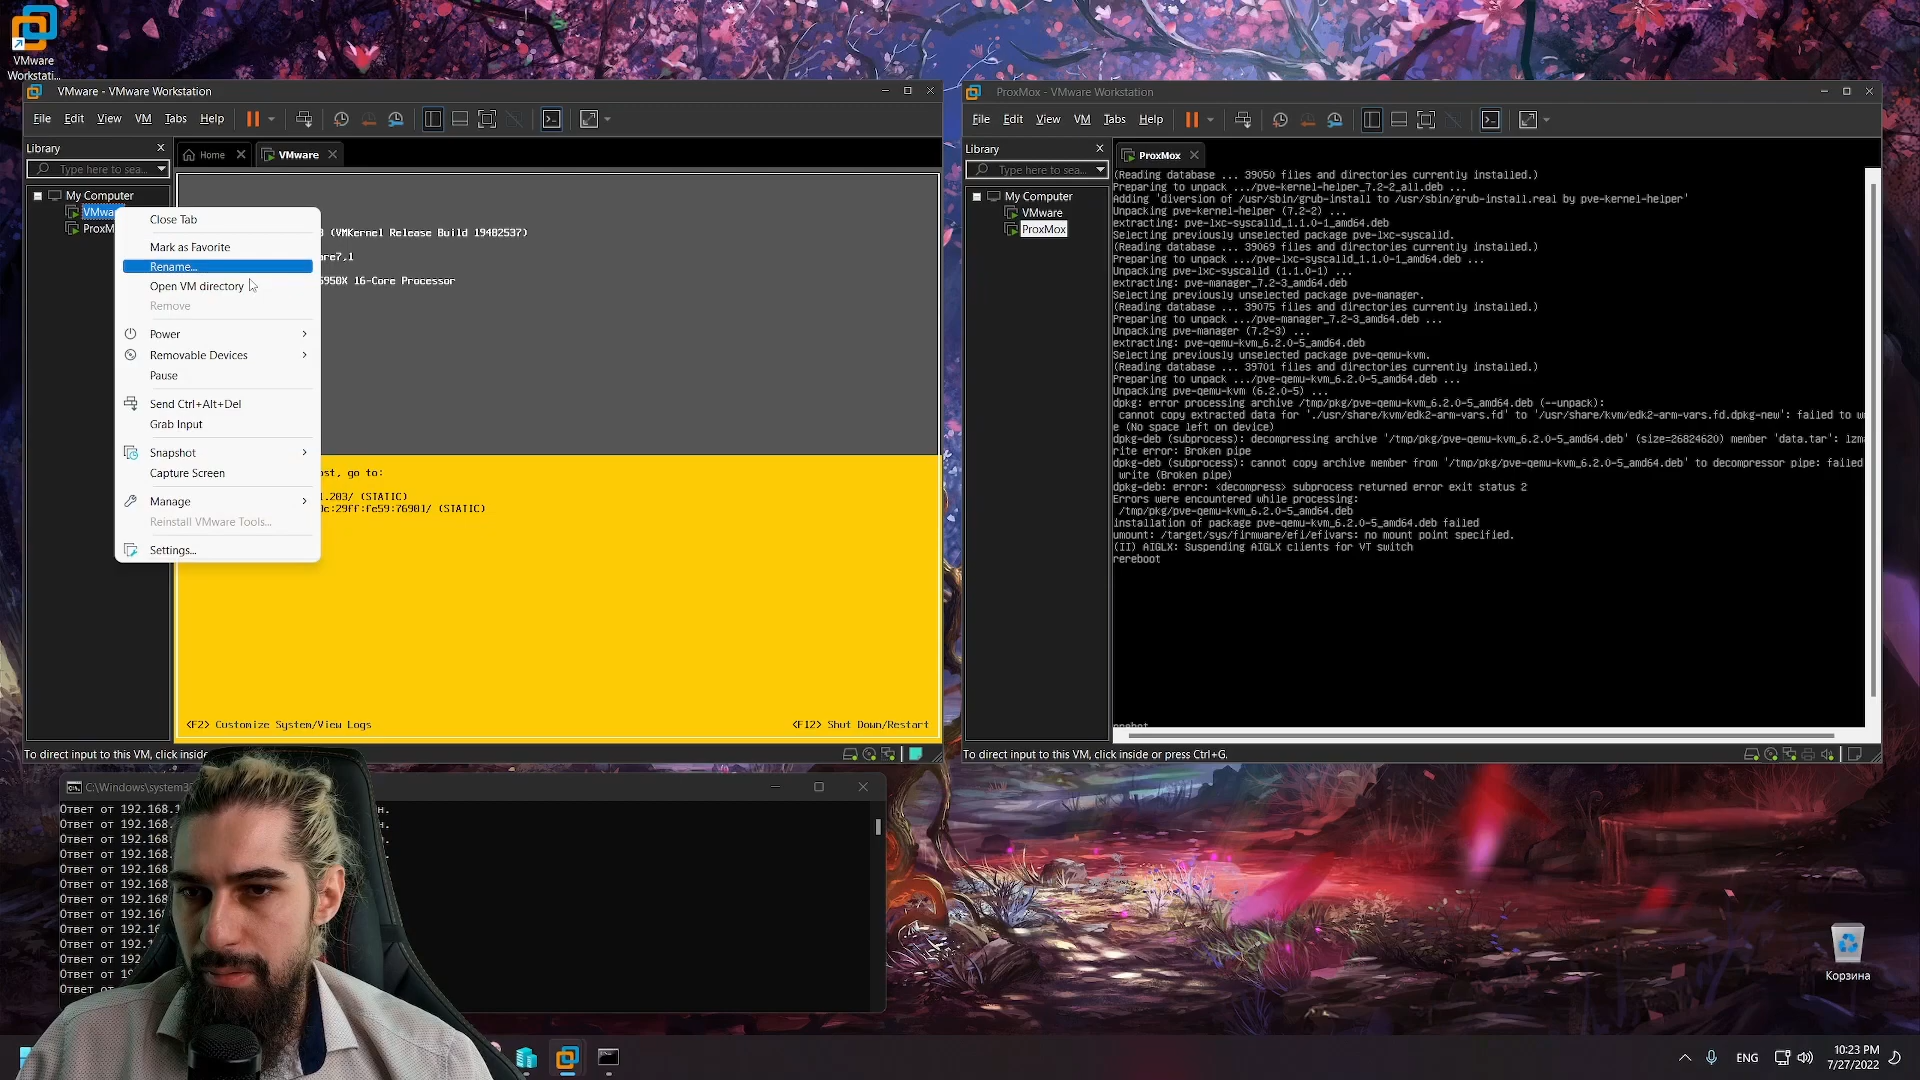 VMware
Workstati...
VMware - VMware Workstation
File Edit View VM Tabs Help
Library
Type here to sea...
My Computer
VMwar
ProxM
Home
VMware
Close Tab
Mark as Favorite
Rename...
Open VM directory
Remove
Power
Removable Devices
Pause
Send Ctrl+Alt+Del
Grab Input
Snapshot
Capture Screen
Manage
Reinstall VMware Tools...
Settings...
(VMKernel Release Build 19482537)
re7,1
5950X 16-Core Processor
st, go to:
1.203/ (STATIC)
c:29ff:fe59:7690]/ (STATIC)
<F2> Customize System/View Logs
<F12> Shut Down/Restart
To direct input to this VM, click inside
ProxMox - VMware Workstation
File Edit View VM Tabs Help
Library
Type here to sea...
My Computer
VMware
ProxMox
ProxMox
(Reading database ... 39050 files and directories currently installed.)
Preparing to unpack .../pve-kernel-helper_7.2-2_all.deb ...
Adding 'diversion of /usr/sbin/grub-install to /usr/sbin/grub-install.real by pve-kernel-helper'
Unpacking pve-kernel-helper (7.2-2) ...
extracting: pve-lxc-syscalld_1.1.0-1_amd64.deb
Selecting previously unselected package pve-lxc-syscalld.
(Reading database ... 39069 files and directories currently installed.)
Preparing to unpack .../pve-lxc-syscalld_1.1.0-1_amd64.deb ...
Unpacking pve-lxc-syscalld (1.1.0-1) ...
extracting: pve-manager_7.2-3_amd64.deb
Selecting previously unselected package pve-manager.
(Reading database ... 39075 files and directories currently installed.)
Preparing to unpack .../pve-manager_7.2-3_amd64.deb ...
Unpacking pve-manager (7.2-3) ...
extracting: pve-qemu-kvm_6.2.0-5_amd64.deb
Selecting previously unselected package pve-qemu-kvm.
(Reading database ... 39701 files and directories currently installed.)
Preparing to unpack .../pve-qemu-kvm_6.2.0-5_amd64.deb ...
Unpacking pve-qemu-kvm (6.2.0-5) ...
dpkg: error processing archive /tmp/pkg/pve-qemu-kvm_6.2.0-5_amd64.deb (--unpack):
cannot copy extracted data for './usr/share/kvm/edk2-arm-vars.fd' to '/usr/share/kvm/edk2-arm-vars.fd.dpkg-new': failed to w
e (No space left on device)
dpkg-deb (subprocess): decompressing archive '/tmp/pkg/pve-qemu-kvm_6.2.0-5_amd64.deb' (size=26824620) member 'data.tar': lzma
rite error: Broken pipe
dpkg-deb (subprocess): cannot copy archive member from '/tmp/pkg/pve-qemu-kvm_6.2.0-5_amd64.deb' to decompressor pipe: failed
write (Broken pipe)
dpkg-deb: error: <decompress> subprocess returned error exit status 2
Errors were encountered while processing:
/tmp/pkg/pve-qemu-kvm_6.2.0-5_amd64.deb
installation of package pve-qemu-kvm_6.2.0-5_amd64.deb failed
umount: /target/sys/firmware/efi/efivars: no mount point specified.
(II) AIGLX: Suspending AIGLX clients for VT switch
rereboot
To direct input to this VM, click inside or press Ctrl+G.
C:\Windows\system3
Ответ от 192.168.1 н.
Ответ от 192.168.
Ответ от 192.168.
Ответ от 192.168.
Ответ от 192.168
Ответ от 192.168
Ответ от 192.168
Ответ от 192.168
Ответ от 192.16
Ответ от 192.1
Ответ от 192
Ответ от 19
Ответ от
Корзина
ENG
10:23 PM
7/27/2022